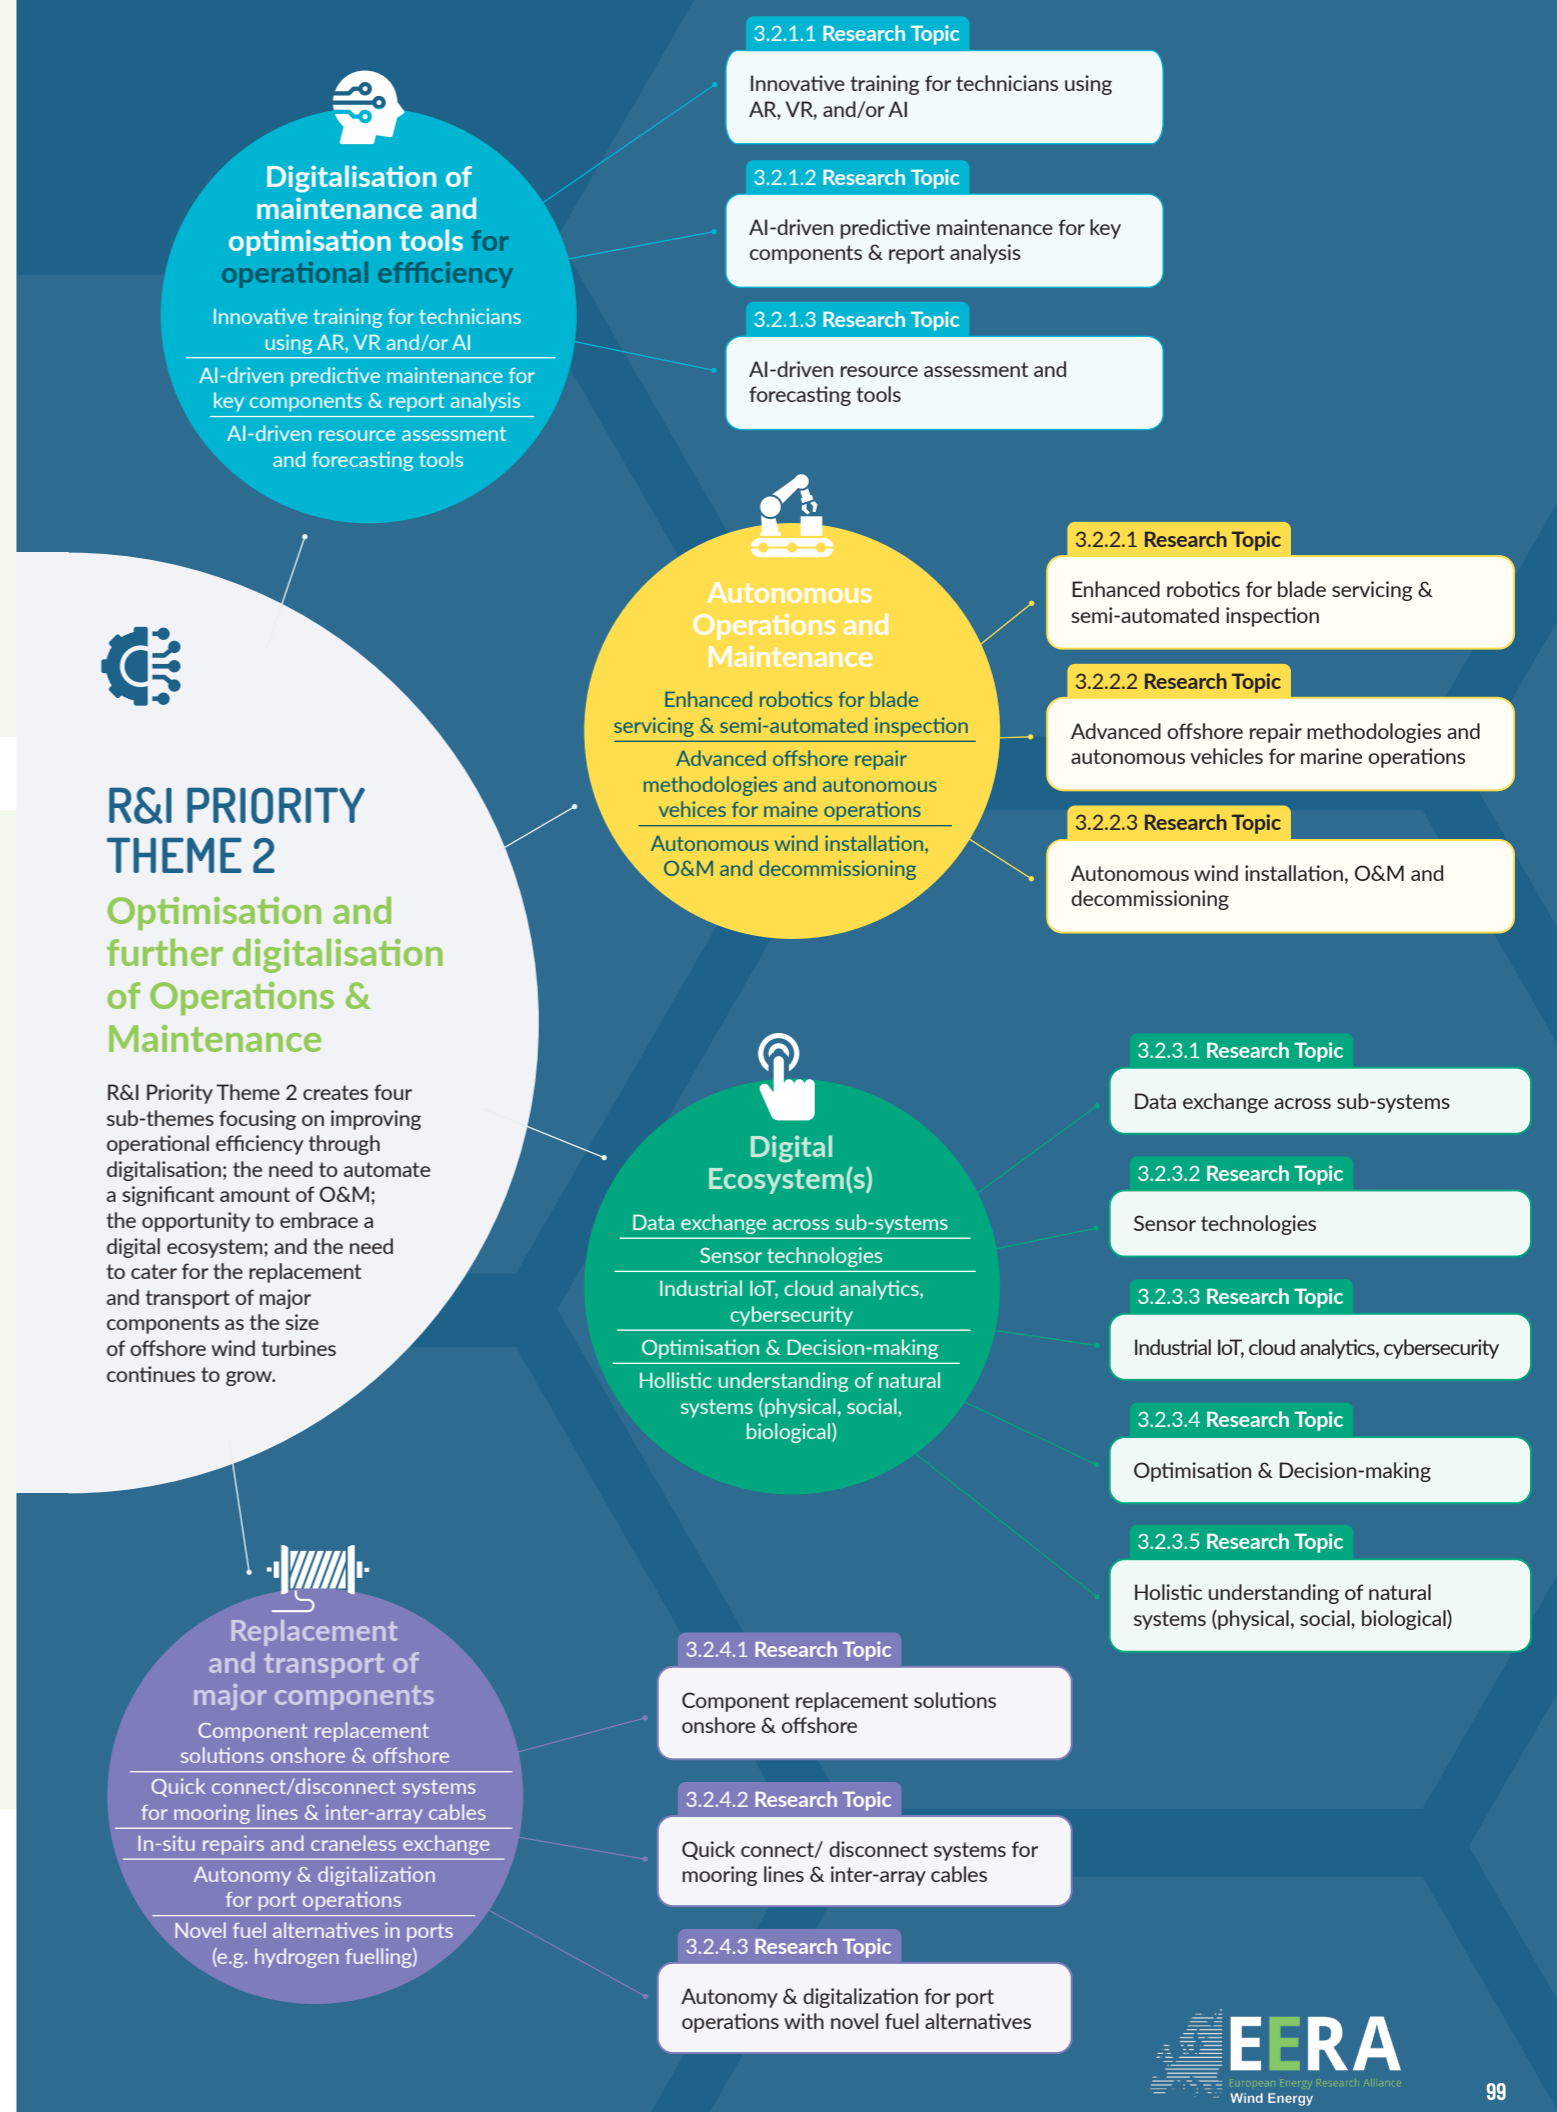 R&I PRIORITY
THEME 2
Optimisation and
further digitalisation
of Operations &
Maintenance
R&I Priority Theme 2 creates four
sub-themes focusing on improving
operational efficiency through
digitalisation; the need to automate
a significant amount of O&M;
the opportunity to embrace a
digital ecosystem; and the need
to cater for the replacement
and transport of major
components as the size
of offshore wind turbines
continues to grow.
Digitalisation of
maintenance and
optimisation tools for
operational effficiency
Innovative training for technicians
using AR, VR and/or AI
AI-driven predictive maintenance for
key components & report analysis
AI-driven resource assessment
and forecasting tools
3.2.1.1 Research Topic
Innovative training for technicians using
AR, VR, and/or AI
3.2.1.2 Research Topic
AI-driven predictive maintenance for key
components & report analysis
3.2.1.3 Research Topic
AI-driven resource assessment and
forecasting tools
Autonomous
Operations and
Maintenance
Enhanced robotics for blade
servicing & semi-automated inspection
Advanced offshore repair
methodologies and autonomous
vehices for maine operations
Autonomous wind installation,
O&M and decommissioning
3.2.2.1 Research Topic
Enhanced robotics for blade servicing &
semi-automated inspection
3.2.2.2 Research Topic
Advanced offshore repair methodologies and
autonomous vehicles for marine operations
3.2.2.3 Research Topic
Autonomous wind installation, O&M and
decommissioning
Digital
Ecosystem(s)
Data exchange across sub-systems
Sensor technologies
Industrial IoT, cloud analytics,
cybersecurity
Optimisation & Decision-making
Hollistic understanding of natural
systems (physical, social,
biological)
3.2.3.1 Research Topic
Data exchange across sub-systems
3.2.3.2 Research Topic
Sensor technologies
3.2.3.3 Research Topic
Industrial IoT, cloud analytics, cybersecurity
3.2.3.4 Research Topic
Optimisation & Decision-making
3.2.3.5 Research Topic
Holistic understanding of natural
systems (physical, social, biological)
Replacement
and transport of
major components
Component replacement
solutions onshore & offshore
Quick connect/disconnect systems
for mooring lines & inter-array cables
In-situ repairs and craneless exchange
Autonomy & digitalization
for port operations
Novel fuel alternatives in ports
(e.g. hydrogen fuelling)
3.2.4.1 Research Topic
Component replacement solutions
onshore & offshore
3.2.4.2 Research Topic
Quick connect/ disconnect systems for
mooring lines & inter-array cables
3.2.4.3 Research Topic
Autonomy & digitalization for port
operations with novel fuel alternatives
EERA
European Energy Research Alliance
Wind Energy
99